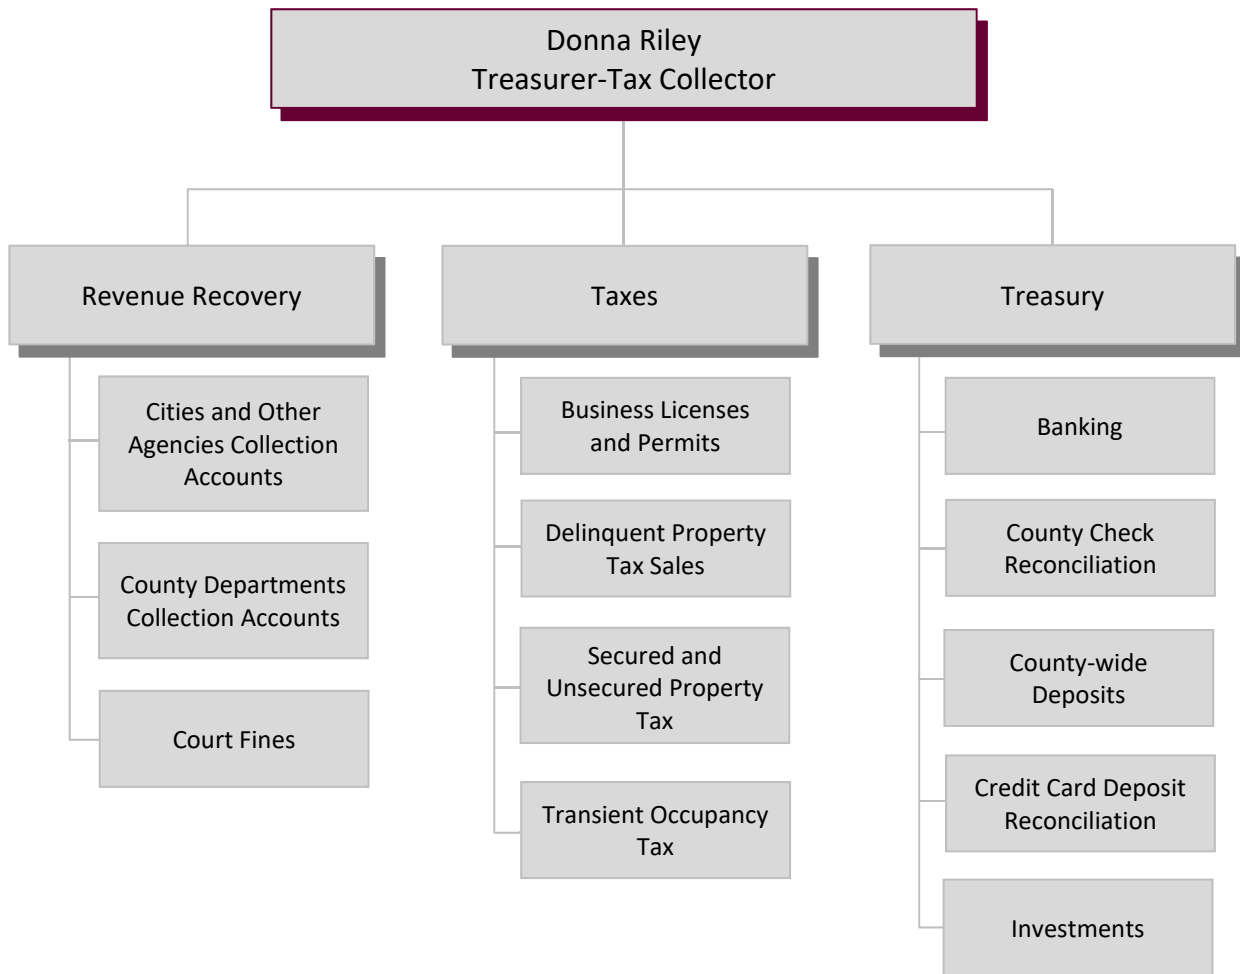 Donna Riley
Treasurer-Tax Collector
Revenue Recovery
Cities and Other
Agencies Collection
Accounts
County Departments
Collection Accounts
Court Fines
Taxes
Business Licenses
and Permits
Delinquent Property
Tax Sales
Secured and
Unsecured Property
Tax
Transient Occupancy
Tax
Treasury
Banking
County Check
Reconciliation
County-wide
Deposits
Credit Card Deposit
Reconciliation
Investments